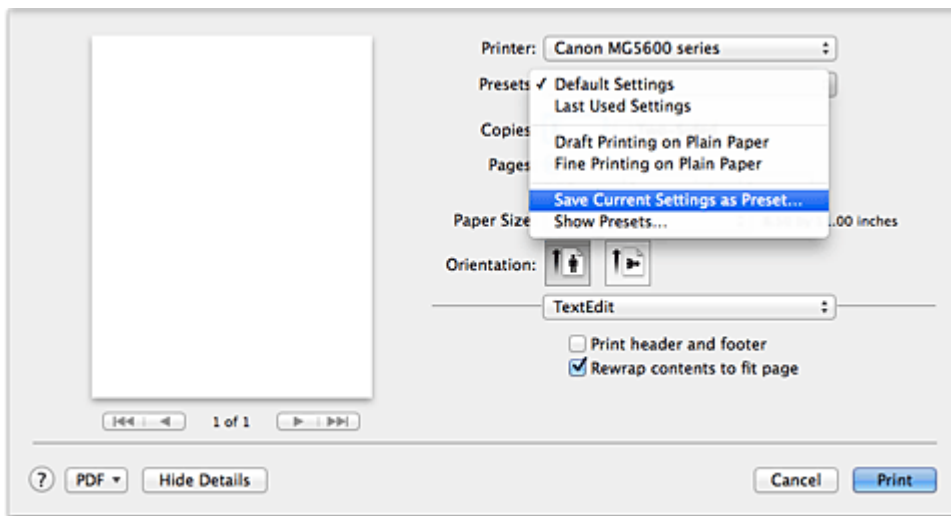 Printer: Canon MG5600 series
Presets ✓ Default Settings
Last Used Settings
Copies
Draft Printing on Plain Paper
Pages Fine Printing on Plain Paper
Save Current Settings as Preset...
Paper Size Show Presets... .00 inches
Orientation:
TextEdit
Print header and footer
Rewrap contents to fit page
1 of 1
? PDF Hide Details Cancel Print